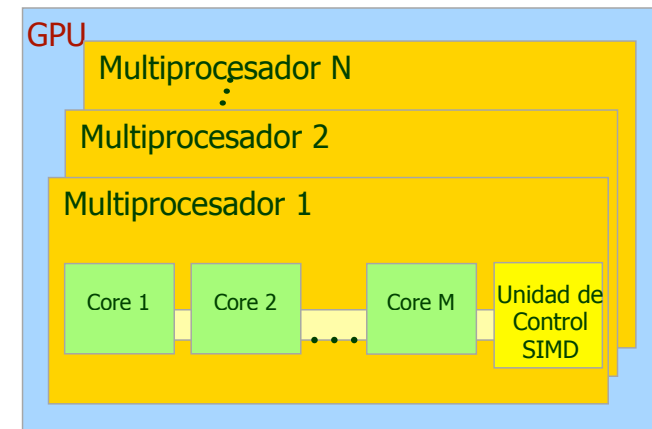 GPU
Multiprocesador N
Multiprocesador 2
Multiprocesador 1
Core 1
Core 2
...
Core M
Unidad de
Control
SIMD